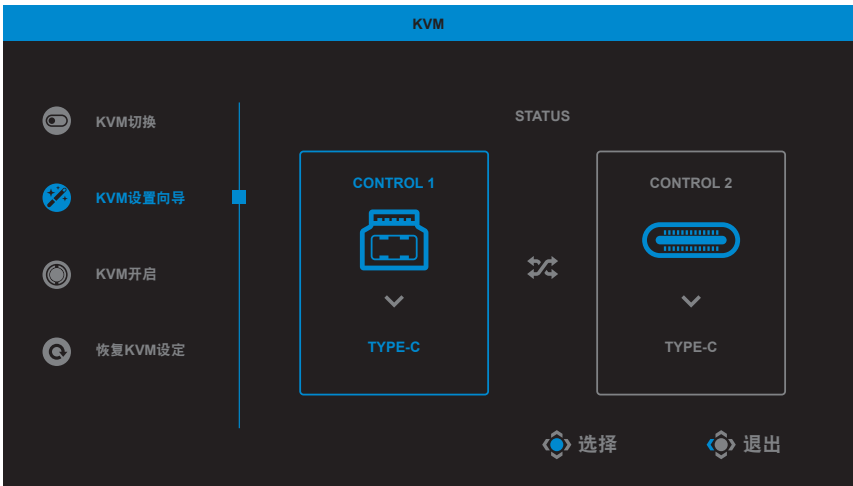 KVM
KVM切换
KVM设置向导
KVM开启
恢复KVM设定
STATUS
CONTROL 1
TYPE-C
CONTROL 2
TYPE-C
选择
退出